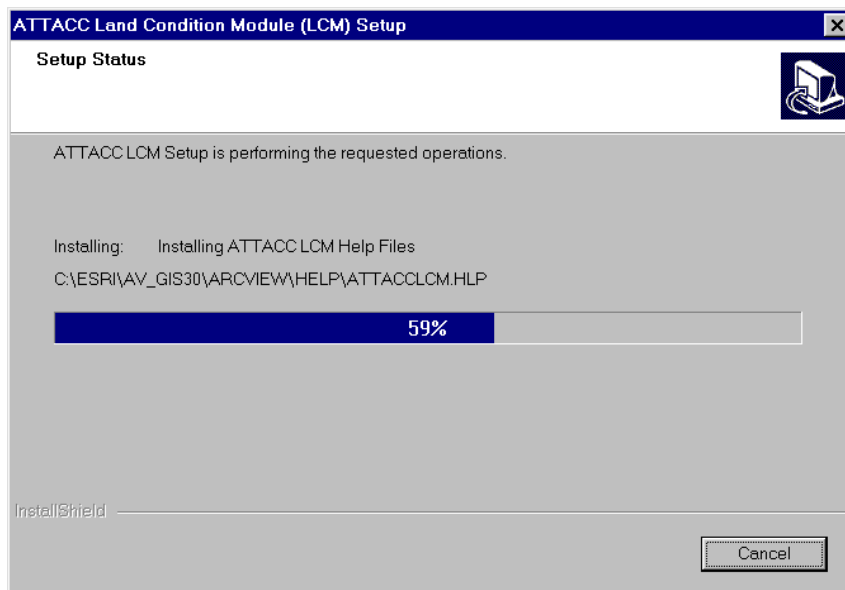 ATTACC Land Condition Module (LCM) Setup
Setup Status
ATTACC LCM Setup is performing the requested operations.
Installing: Installing ATTACC LCM Help Files
C:\ESRI\AV_GIS30\ARCVIEW\HELP\ATTACCLCM.HLP
59%
InstallShield
Cancel